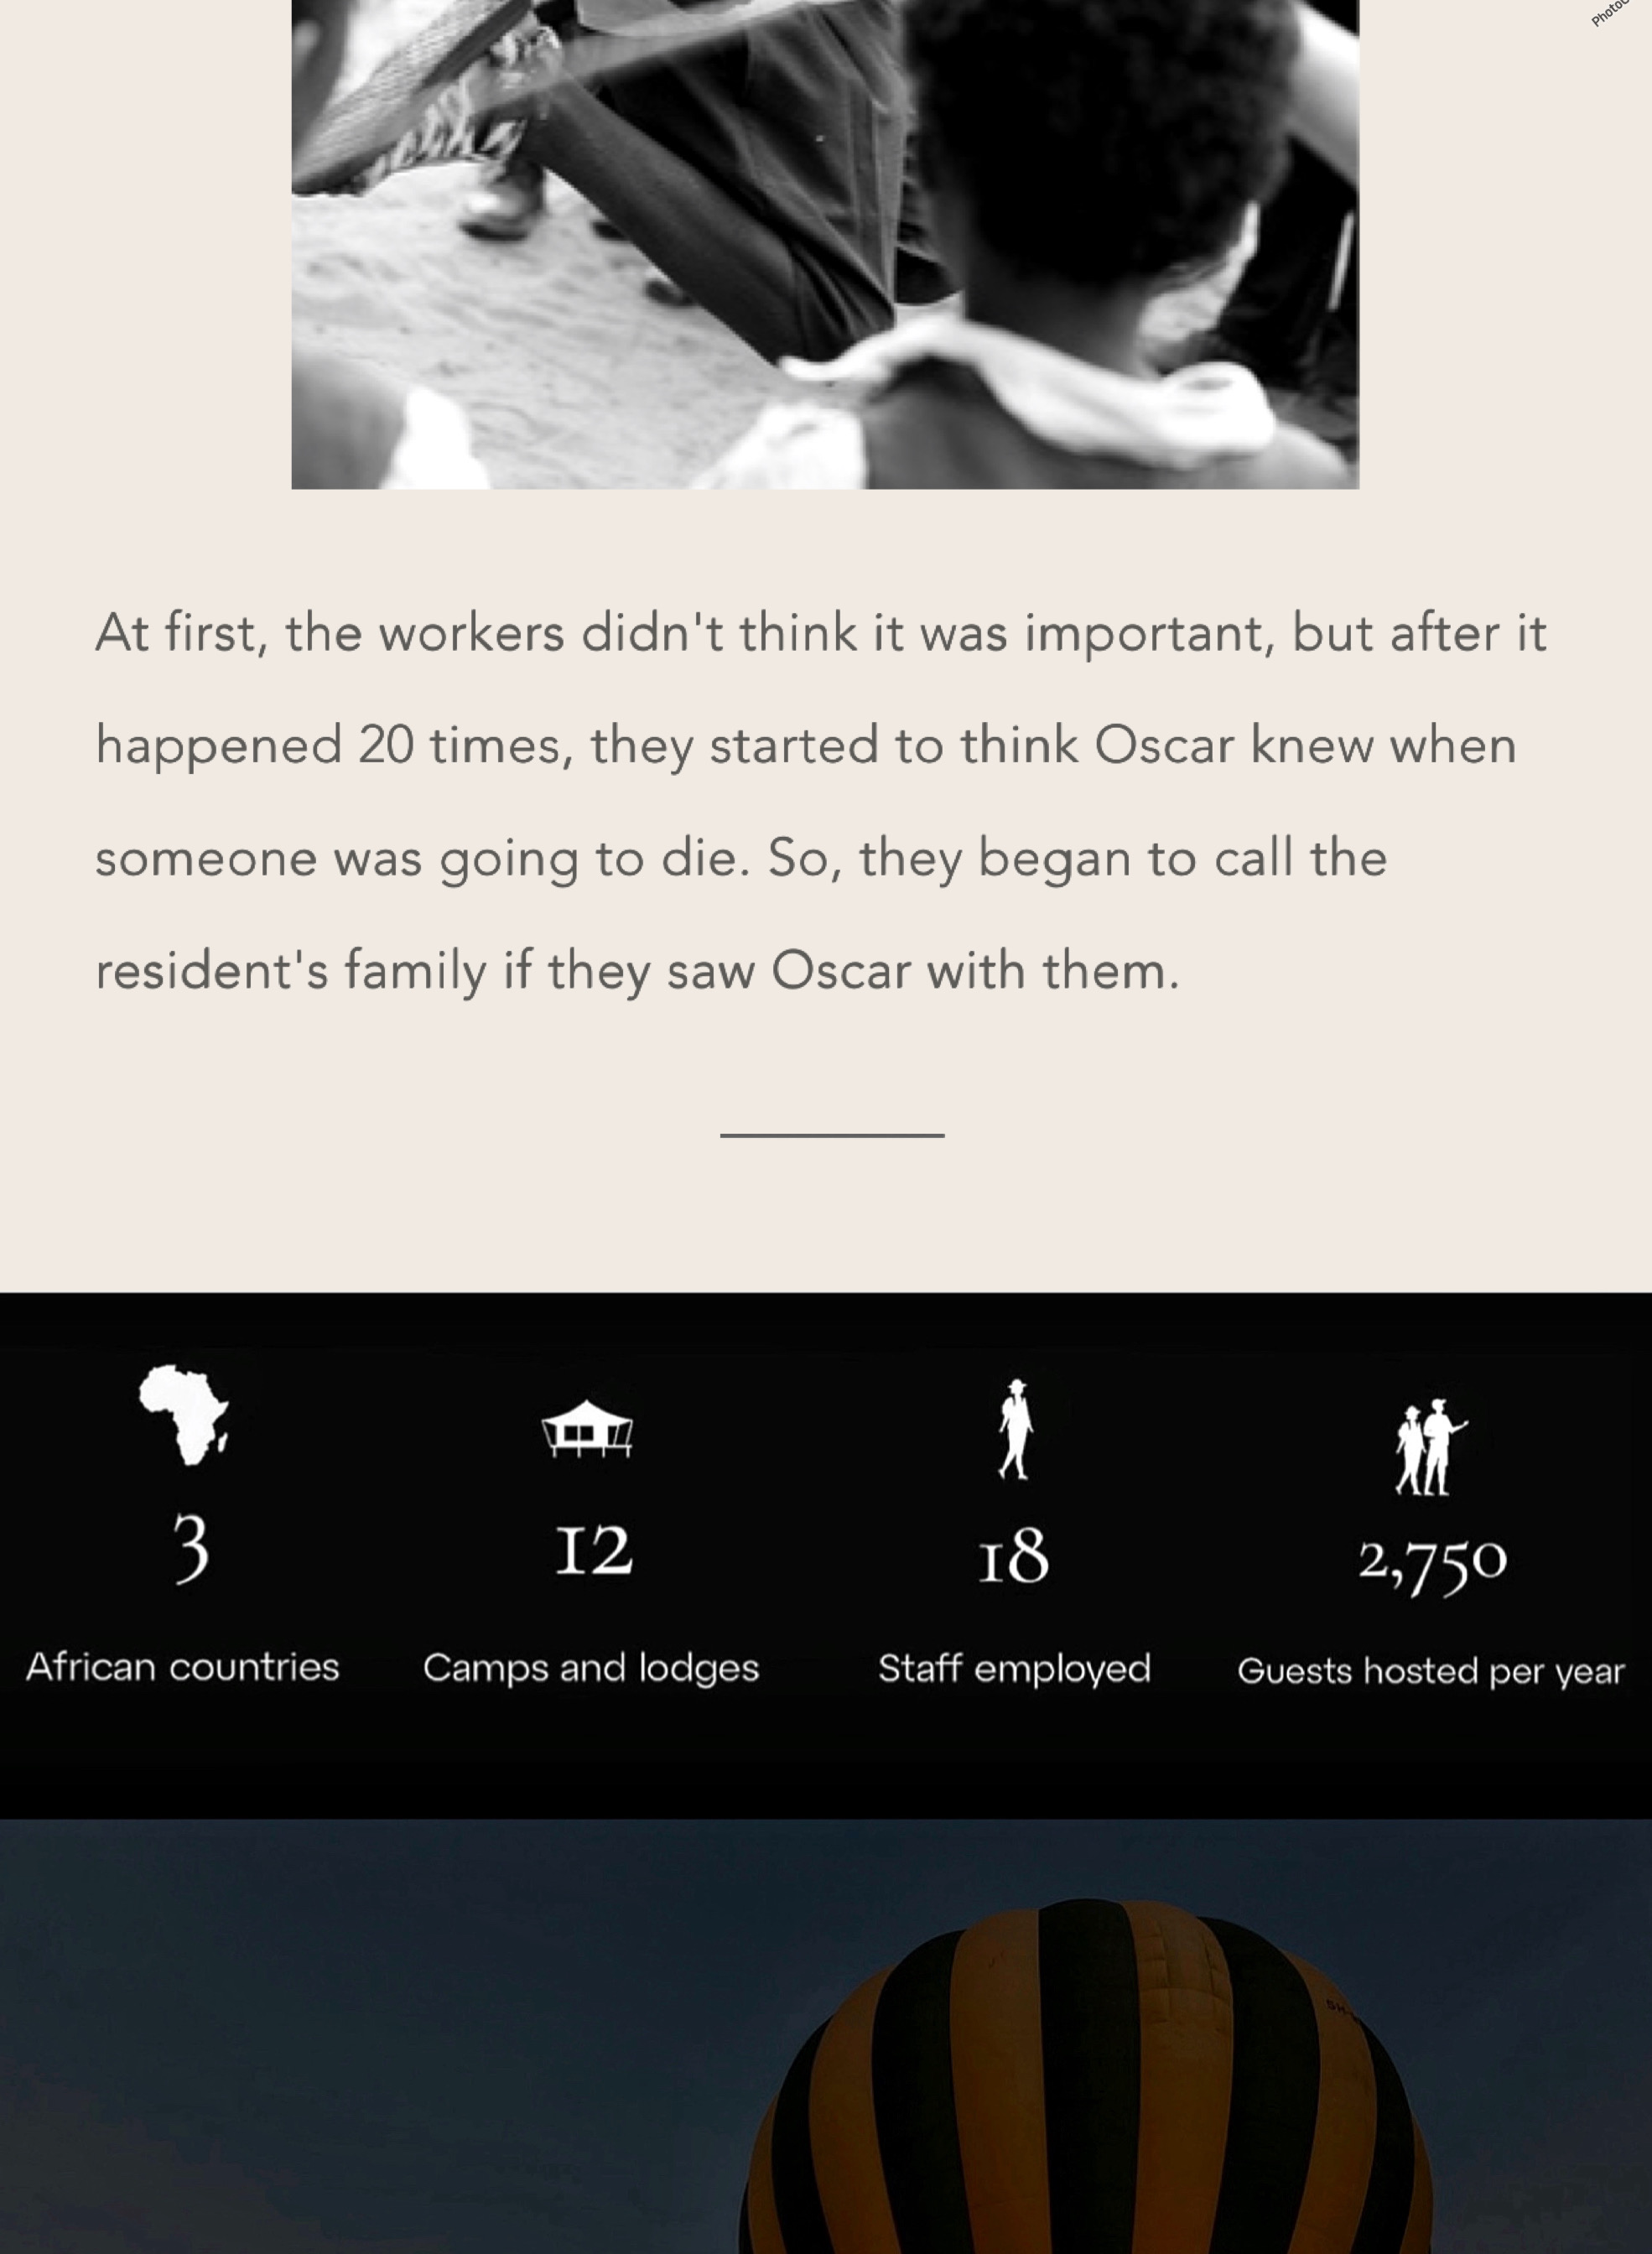 At first, the workers didn't think it was important, but after it
happened 20 times, they started to think Oscar knew when
someone was going to die. So, they began to call the
resident's family if they saw Oscar with them.
3
12
18
2,750
African countries
Camps and lodges
Staff employed
Guests hosted per year